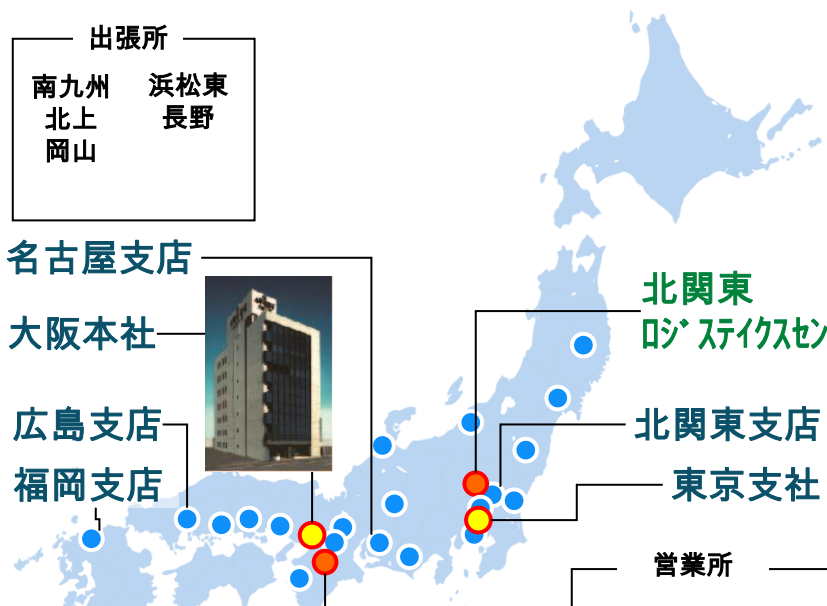 出張所
南九州 浜松東
北上 長野
岡山
名古屋支店
大阪本社
広島支店
福岡支店
北関東
ﾛｼﾞｽﾃｲｸｽｾﾝ
北関東支店
東京支社
営業所